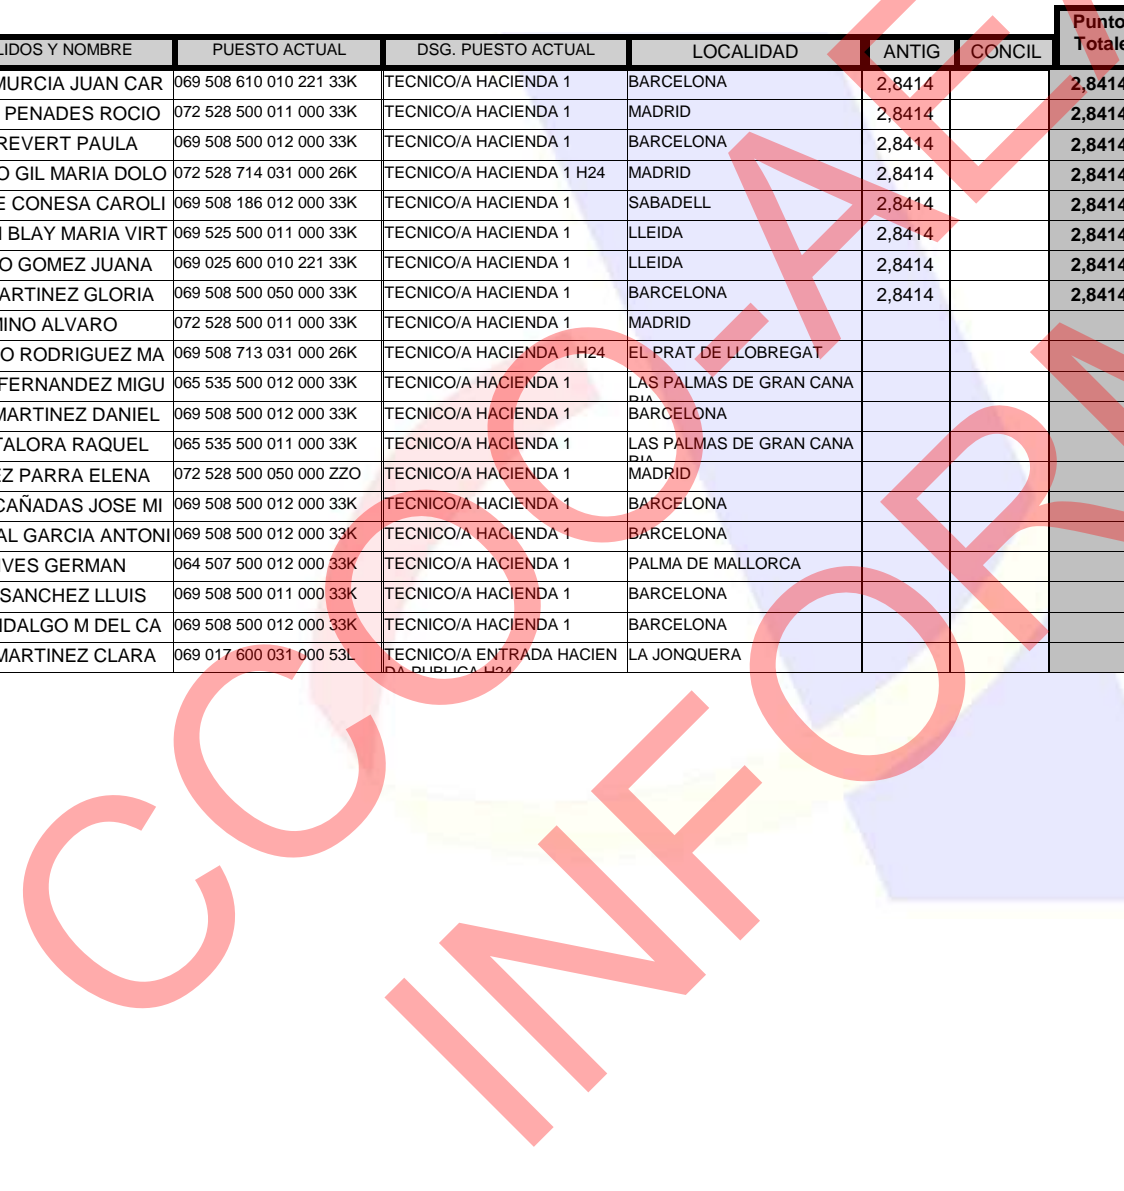 Punto
LIDOS Y NOMBRE PUESTO ACTUAL DSG. PUESTO ACTUAL LOCALIDAD ANTIG CONCIL Totale
MURCIA JUAN CAR 069 508 610 010 221 33K TECNICO/A HACIENDA 1 BARCELONA 2,8414 2,8414
PENADES ROCIO 072 528 500 011 000 33K TECNICO/A HACIENDA 1 MADRID 2,8414 2,8414
REVERT PAULA 069 508 500 012 000 33K TECNICO/A HACIENDA 1 BARCELONA 2,8414 2,8414
O GIL MARIA DOLO 072 528 714 031 000 26K TECNICO/A HACIENDA 1 H24 MADRID 2,8414 2,8414
E CONESA CAROLI 069 508 186 012 000 33K TECNICO/A HACIENDA 1 SABADELL 2,8414 2,8414
BLAY MARIA VIRT 069 525 500 011 000 33K TECNICO/A HACIENDA 1 LLEIDA 2,8414 2,8414
O GOMEZ JUANA 069 025 600 010 221 33K TECNICO/A HACIENDA 1 LLEIDA 2,8414 2,8414
ARTINEZ GLORIA 069 508 500 050 000 33K TECNICO/A HACIENDA 1 BARCELONA 2,8414 2,8414
MINO ALVARO 072 528 500 011 000 33K TECNICO/A HACIENDA 1 MADRID
O RODRIGUEZ MA 069 508 713 031 000 26K TECNICO/A HACIENDA 1 H24 EL PRAT DE LLOBREGAT
FERNANDEZ MIGU 065 535 500 012 000 33K TECNICO/A HACIENDA 1 LAS PALMAS DE GRAN CANA
RIA
MARTINEZ DANIEL 069 508 500 012 000 33K TECNICO/A HACIENDA 1 BARCELONA
TALORA RAQUEL 065 535 500 011 000 33K TECNICO/A HACIENDA 1 LAS PALMAS DE GRAN CANA
RIA
EZ PARRA ELENA 072 528 500 050 000 ZZO TECNICO/A HACIENDA 1 MADRID
CAÑADAS JOSE MI 069 508 500 012 000 33K TECNICO/A HACIENDA 1 BARCELONA
AL GARCIA ANTONI 069 508 500 012 000 33K TECNICO/A HACIENDA 1 BARCELONA
VES GERMAN 064 507 500 012 000 33K TECNICO/A HACIENDA 1 PALMA DE MALLORCA
SANCHEZ LLUIS 069 508 500 011 000 33K TECNICO/A HACIENDA 1 BARCELONA
IDALGO M DEL CA 069 508 500 012 000 33K TECNICO/A HACIENDA 1 BARCELONA
MARTINEZ CLARA 069 017 600 031 000 53L TECNICO/A ENTRADA HACIEN LA JONQUERA
DA PUBLICA H24
CCOO-AE
INFORM